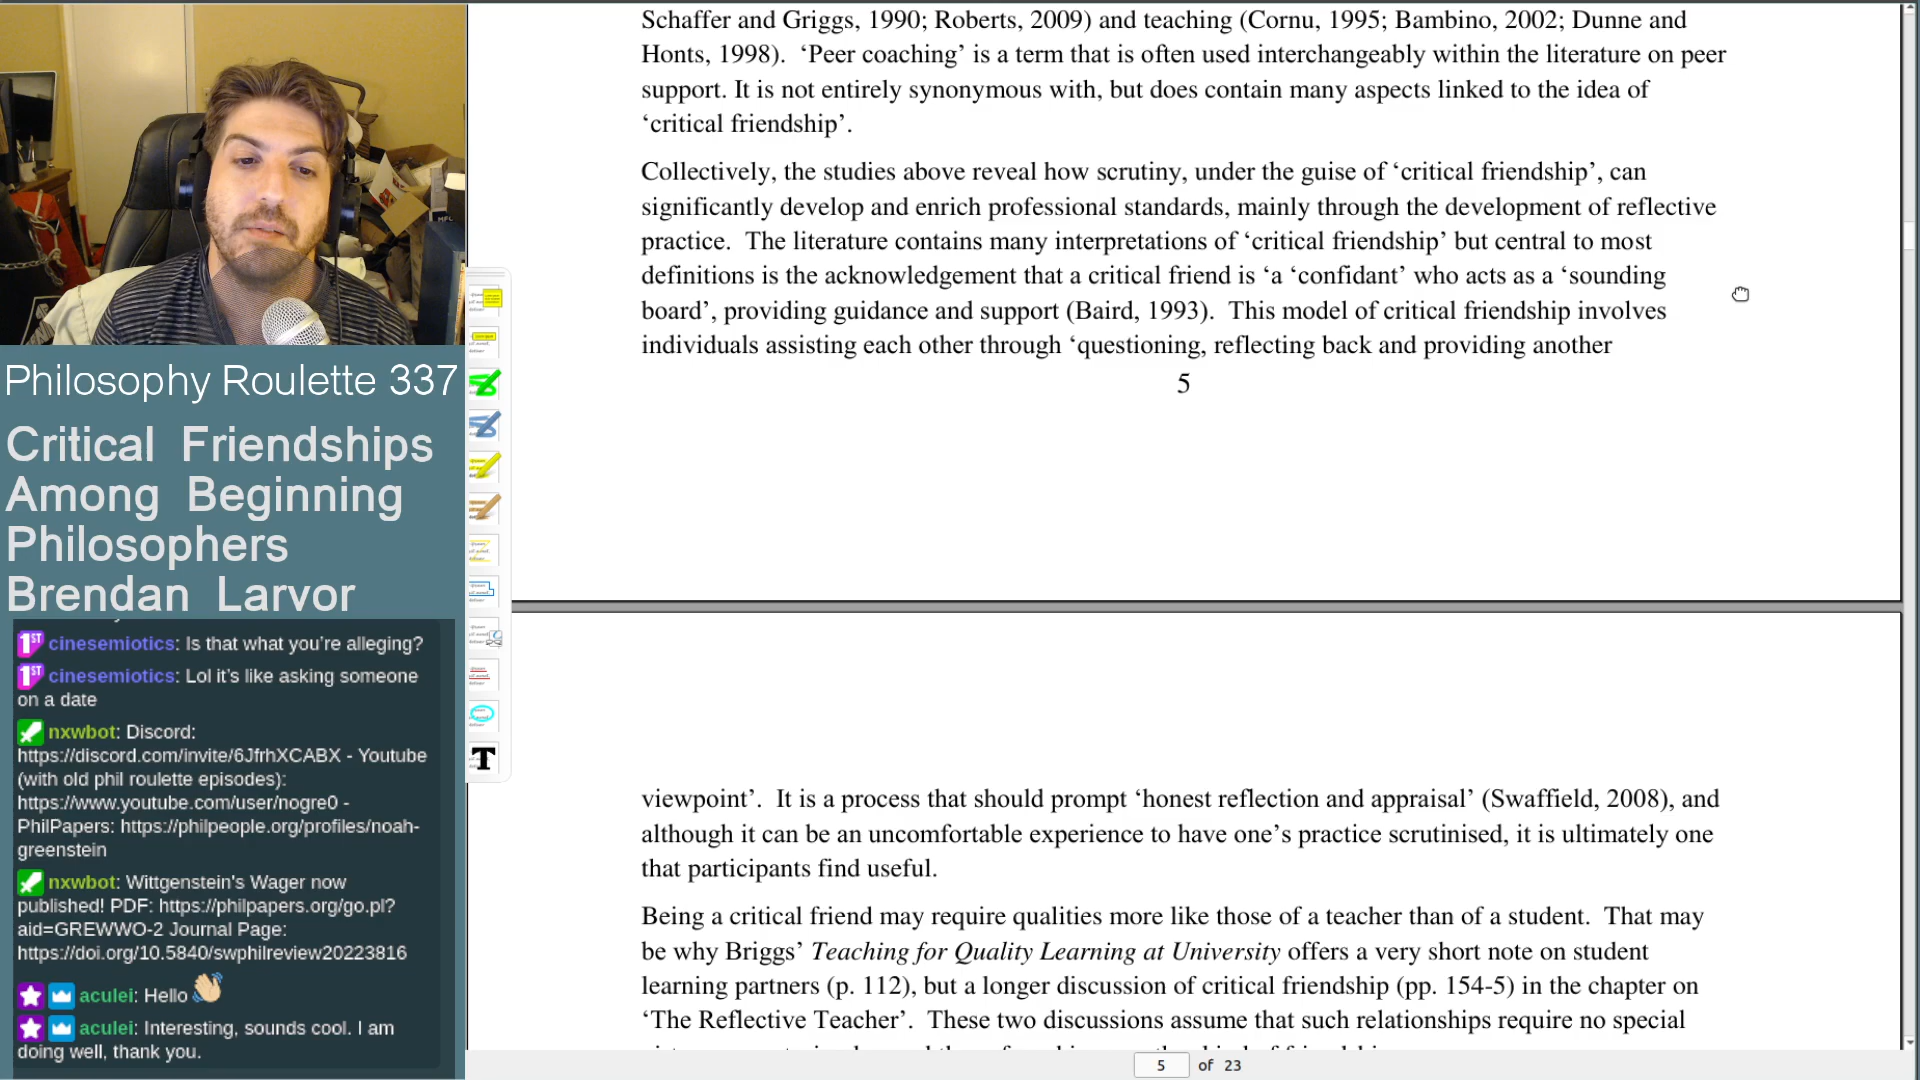 Schaffer and Griggs, 1990; Roberts, 2009) and teaching (Cornu, 1995; Bambino, 2002; Dunne and
Honts, 1998).  ‘Peer coaching’ is a term that is often used interchangeably within the literature on peer
support. It is not entirely synonymous with, but does contain many aspects linked to the idea of
‘critical friendship’.
Collectively, the studies above reveal how scrutiny, under the guise of ‘critical friendship’, can
significantly develop and enrich professional standards, mainly through the development of reflective
practice.  The literature contains many interpretations of ‘critical friendship’ but central to most
definitions is the acknowledgement that a critical friend is ‘a ‘confidant’ who acts as a ‘sounding
board’, providing guidance and support (Baird, 1993).  This model of critical friendship involves
individuals assisting each other through ‘questioning, reflecting back and providing another
5
viewpoint’.  It is a process that should prompt ‘honest reflection and appraisal’ (Swaffield, 2008), and
although it can be an uncomfortable experience to have one’s practice scrutinised, it is ultimately one
that participants find useful.
Being a critical friend may require qualities more like those of a teacher than of a student.  That may
be why Briggs’ Teaching for Quality Learning at University offers a very short note on student
learning partners (p. 112), but a longer discussion of critical friendship (pp. 154-5) in the chapter on
‘The Reflective Teacher’.  These two discussions assume that such relationships require no special
5 of 23
Philosophy Roulette 337
Critical Friendships
Among Beginning
Philosophers
Brendan Larvor
1ST cinesemiotics: Is that what you’re alleging?
1ST cinesemiotics: Lol it’s like asking someone
on a date
nxwbot: Discord:
https://discord.com/invite/6JfrhXCABX - Youtube
(with old phil roulette episodes):
https://www.youtube.com/user/nogre0 -
PhilPapers: https://philpeople.org/profiles/noah-
greenstein
nxwbot: Wittgenstein's Wager now
published! PDF: https://philpapers.org/go.pl?
aid=GREWWO-2 Journal Page:
https://doi.org/10.5840/swphilreview20223816
aculei: Hello
aculei: Interesting, sounds cool. I am
doing well, thank you.
T